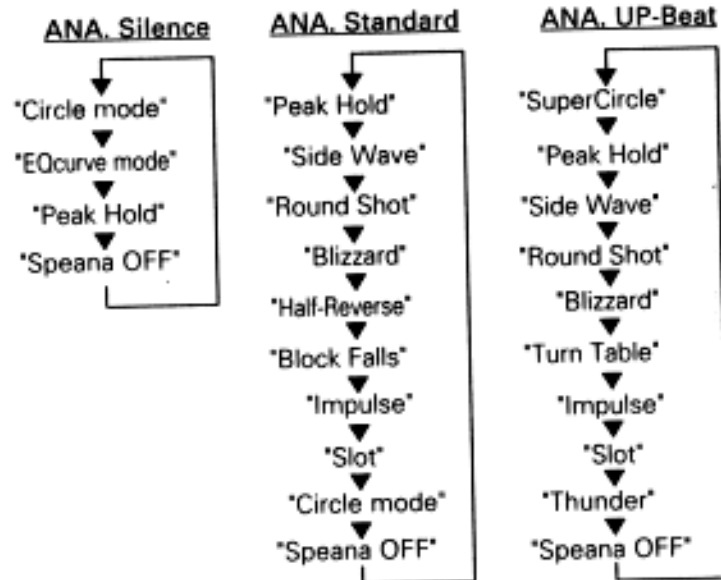 ANA. Silence
"Circle mode"
"EQcurve mode"
"Peak Hold"
"Speana OFF"
ANA. Standard
"Peak Hold"
"Side Wave"
"Round Shot"
"Blizzard"
"Half-Reverse"
"Block Falls"
"Impulse"
"Slot"
"Circle mode"
"Speana OFF"
ANA. UP-Beat
"SuperCircle"
"Peak Hold"
"Side Wave"
"Round Shot"
"Blizzard"
"Turn Table"
"Impulse"
"Slot"
"Thunder"
"Speana OFF"